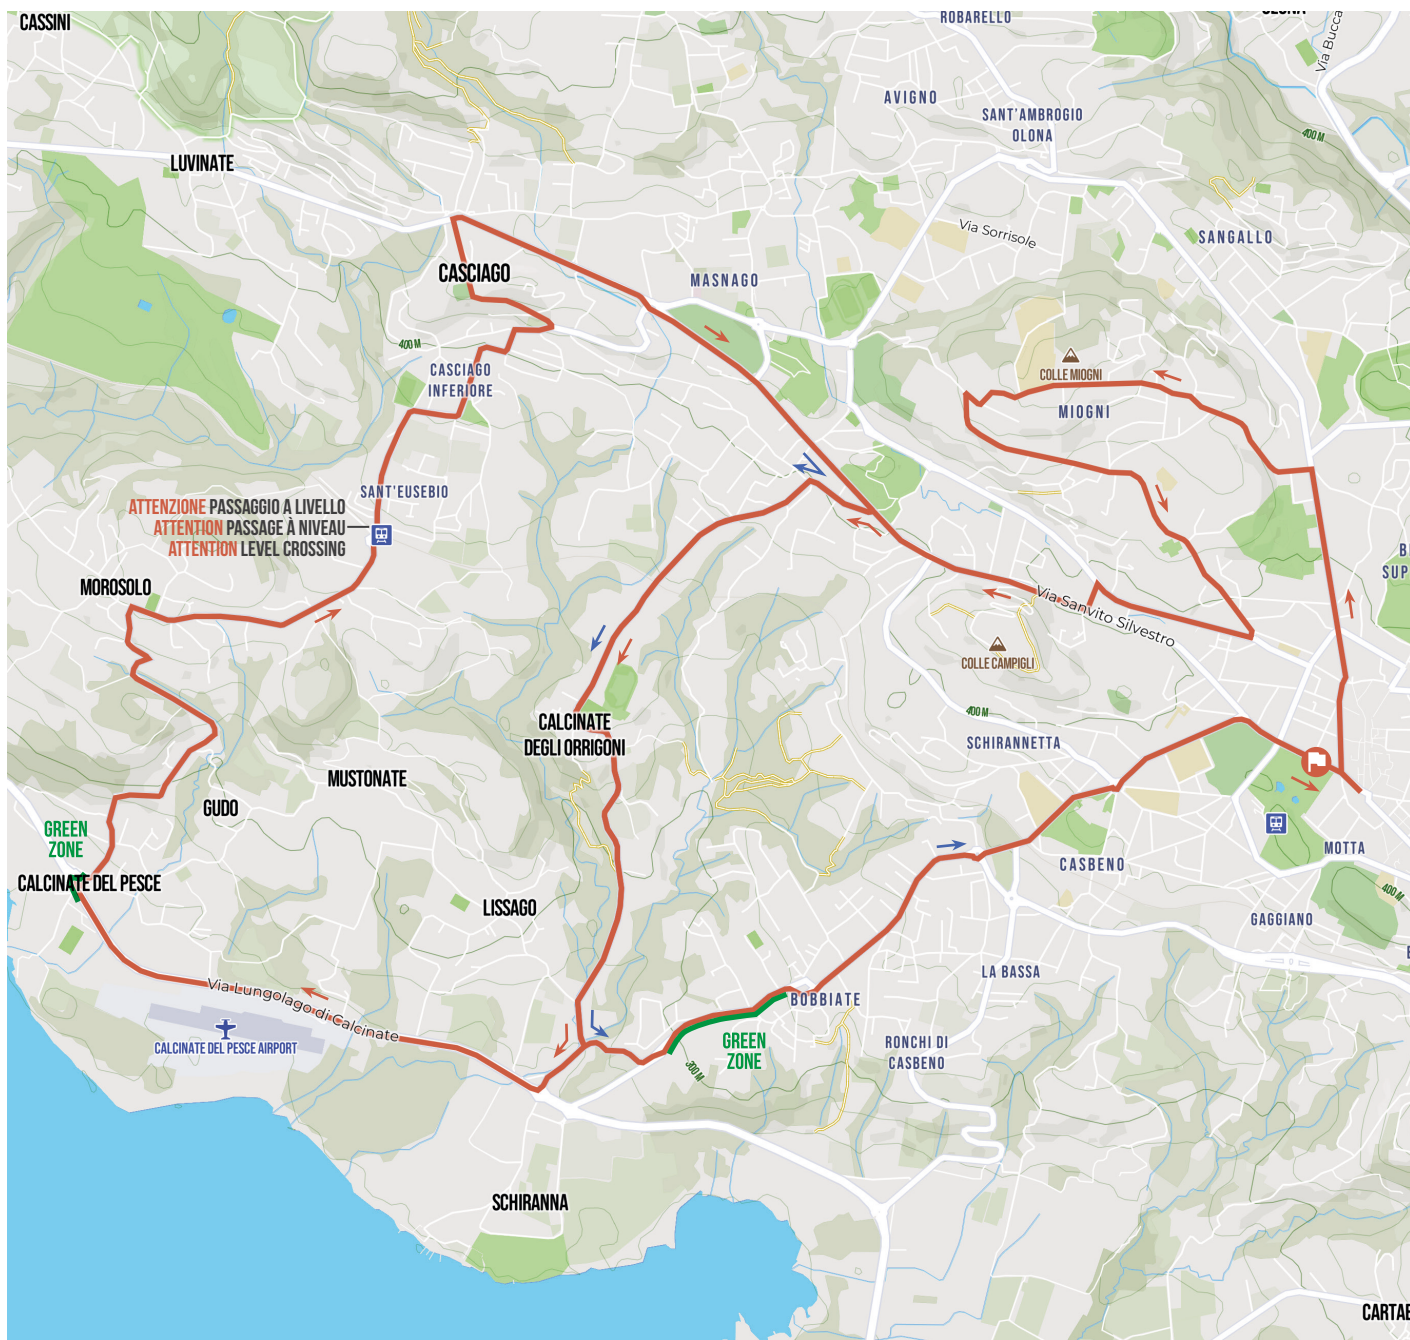 CASSINI
ROBARELLO
OLONA
Via Bucca
AVIGNO
SANT'AMBROGIO
OLONA
400 M
LUVINATE
Via Sorrisole
SANGALLO
CASCIAGO
MASNAGO
400 M
CASCIAGO
INFERIORE
COLLE MIOGNI
MIOGNI
SANT'EUSEBIO
ATTENZIONE PASSAGGIO A LIVELLO
ATTENTION PASSAGE À NIVEAU
ATTENTION LEVEL CROSSING
B
SUP
MOROSOLO
Via Sanvito Silvestro
COLLE CAMPIGLI
400 M
CALCINATE
DEGLI ORRIGONI
SCHIRANNETTA
MUSTONATE
GUDO
GREEN
ZONE
MOTTA
CASBENO
CALCINATE DEL PESCE
400 M
LISSAGO
GAGGIANO
LA BASSA
Via Lungolago di Calcinate
BOBBIATE
CALCINATE DEL PESCE AIRPORT
GREEN
ZONE
RONCHI DI
CASBENO
300 M
SCHIRANNA
CARTAB